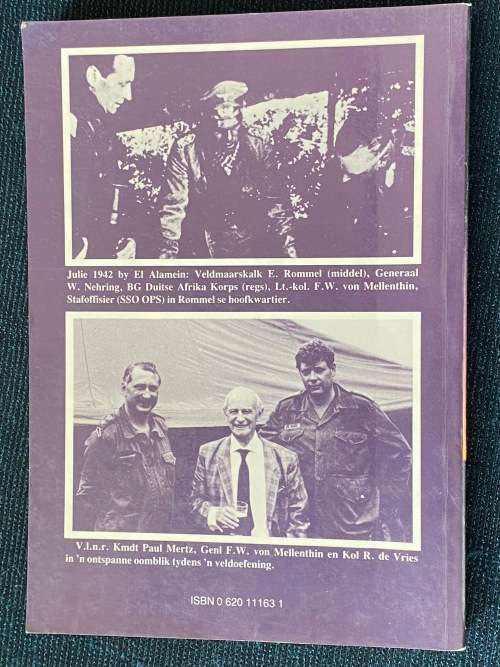 Julie 1942 by El Alamein: Veldmaarskalk E. Rommel (middel), Generaal
W. Nehring, BG Duitse Afrika Korps (regs), Lt.-kol. F.W. von Mellenthin,
Stafoffisier (SSO OPS) in Rommel se hoofkwartier.
V.l.n.r. Kmdt Paul Mertz, Genl F.W. von Mellenthin en Kol R. de Vries
in 'n ontspanne oomblik tydens 'n veldoefening.
ISBN 0 620 11163 1